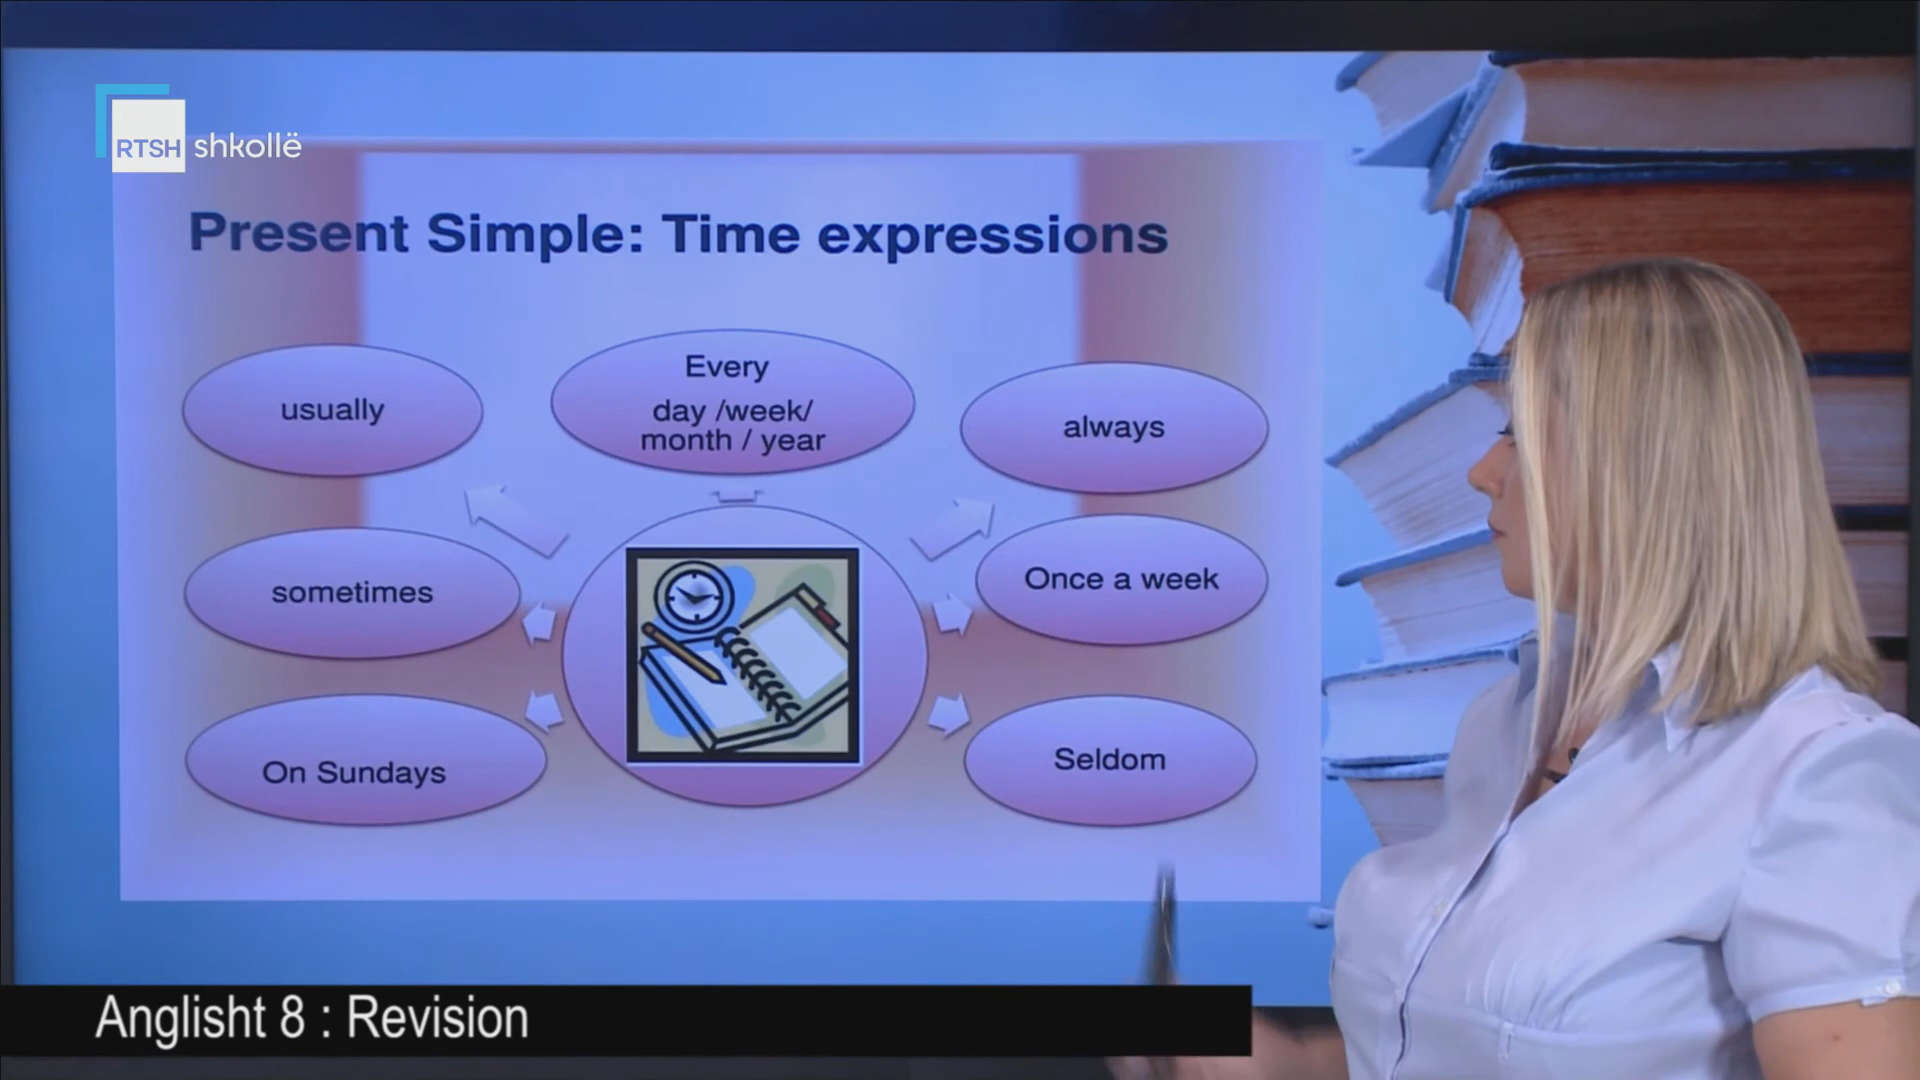 RTSH shkollë
Present Simple: Time expressions
usually
Every
day /week/
month / year
always
sometimes
Once a week
On Sundays
Seldom
Anglisht 8 : Revision